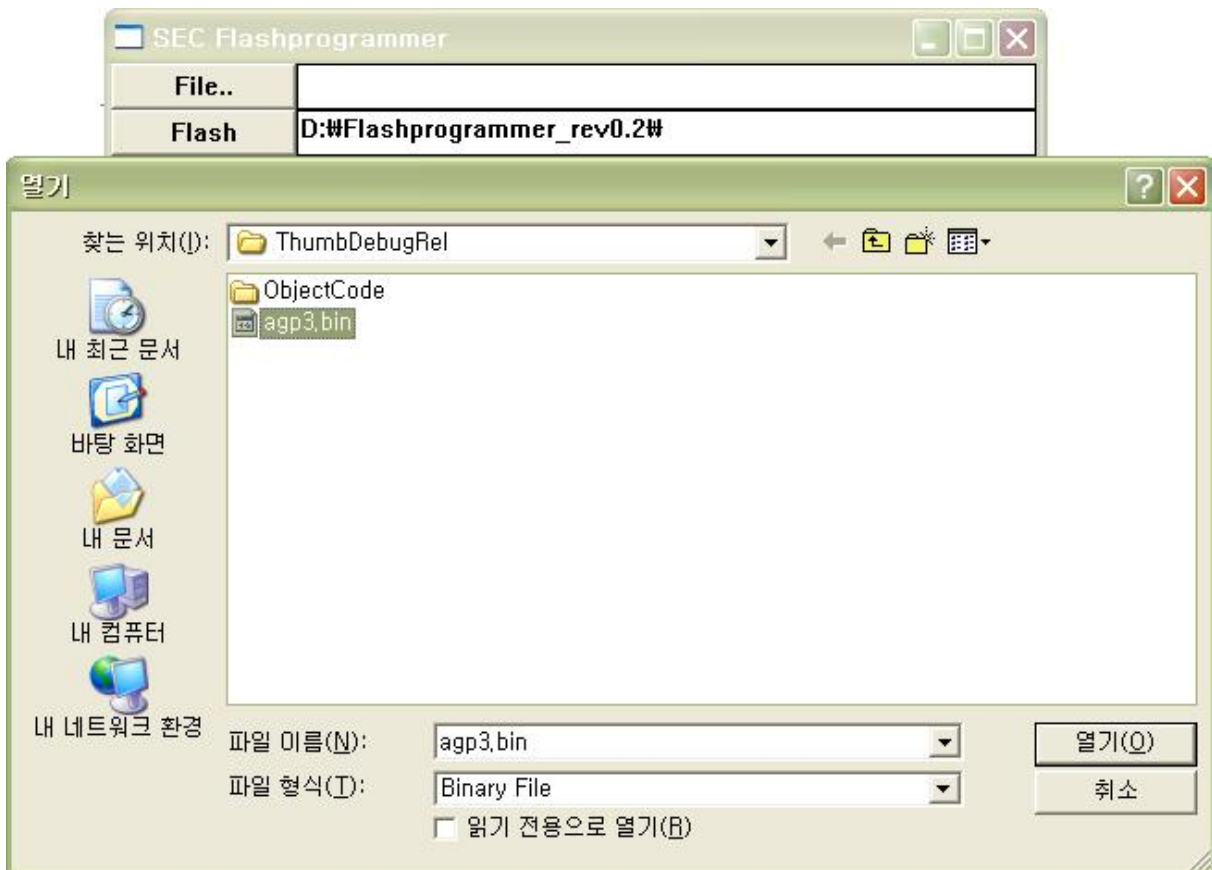 SEC Flashprogrammer
File..
Flash D:₩Flashprogrammer_rev0.2₩
열기
찾는 위치(I): ThumbDebugRel
ObjectCode
agp3.bin
내 최근 문서
바탕 화면
내 문서
내 컴퓨터
내 네트워크 환경
파일 이름(N): agp3.bin 열기(O)
파일 형식(T): Binary File 취소
읽기 전용으로 열기(R)